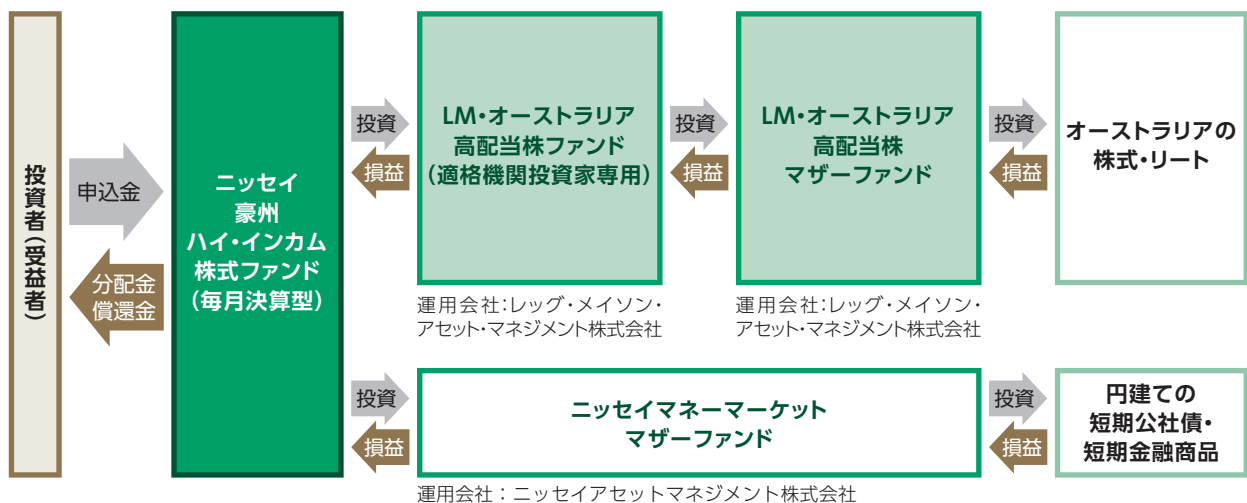 投資者（受益者）
申込金
分配金
償還金
ニッセイ
豪州
ハイ・インカム
株式ファンド
（毎月決算型）
投資
損益
LM・オーストラリア
高配当株ファンド
（適格機関投資家専用）
運用会社：レッグ・メイソン・
アセット・マネジメント株式会社
投資
損益
LM・オーストラリア
高配当株
マザーファンド
運用会社：レッグ・メイソン・
アセット・マネジメント株式会社
投資
損益
オーストラリアの
株式・リート
投資
損益
ニッセイマネーマーケット
マザーファンド
運用会社：ニッセイアセットマネジメント株式会社
投資
損益
円建ての
短期公社債・
短期金融商品